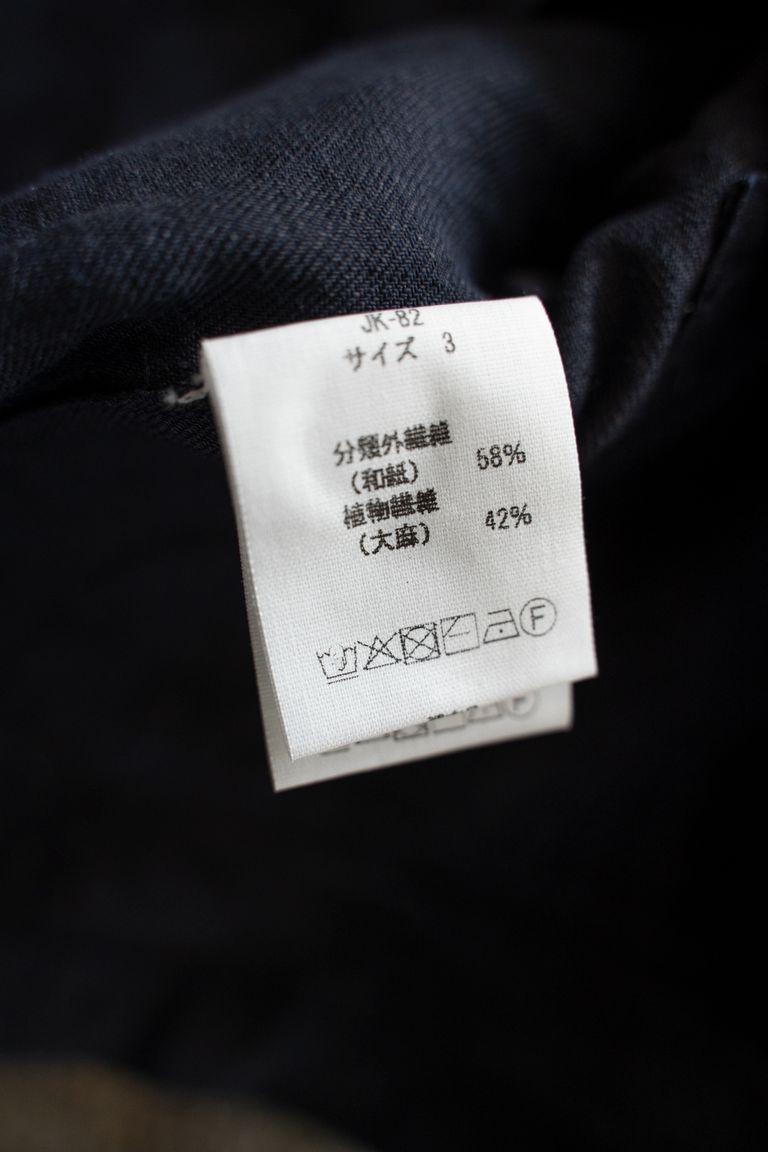 JK-82
サイズ 3
分類外繊維
(和紙) 58%
植物繊維
(大麻) 42%
F